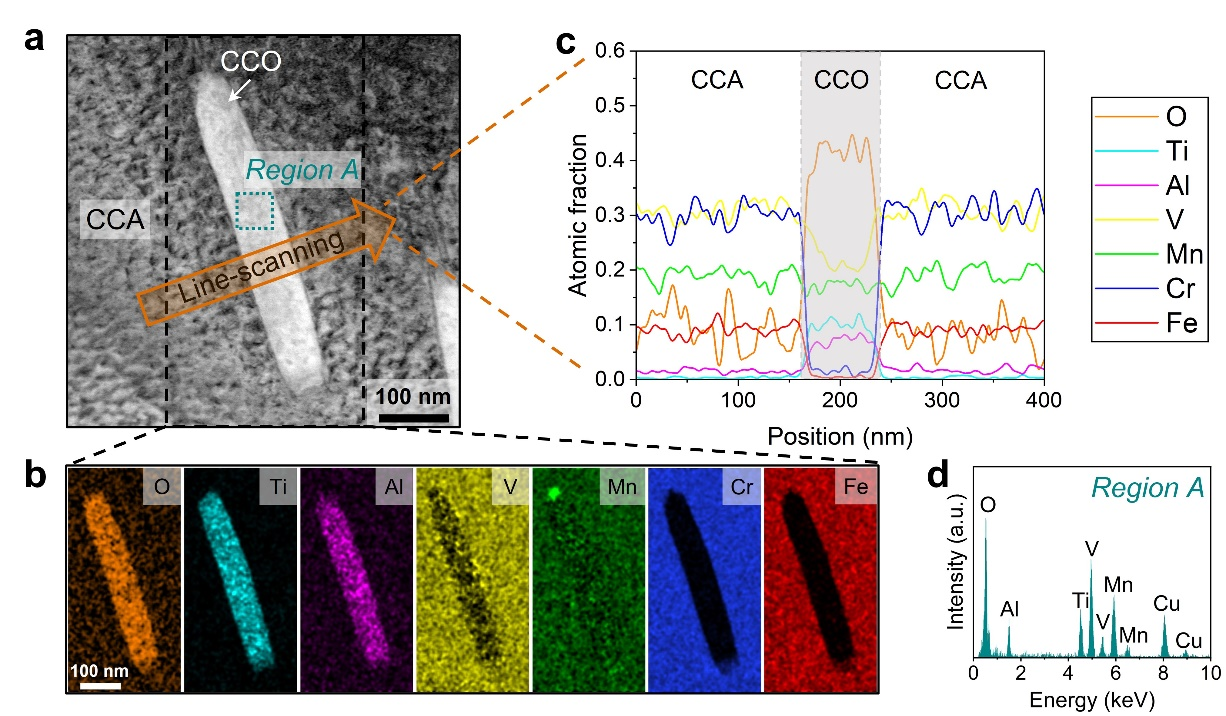 a
CCO
Region A
CCA
Line-scanning
100 nm
c
0.6
0.5
0.4
0.3
0.2
0.1
0.0
Atomic fraction
CCA
CCO
CCA
0
100
200
300
400
Position (nm)
O
Ti
Al
V
Mn
Cr
Fe
b
O
Ti
Al
V
Mn
Cr
Fe
100 nm
d
Region A
Intensity (a.u.)
O
Al
Ti
V
V
Mn
Mn
Cu
Cu
0
2
4
6
8
10
Energy (keV)